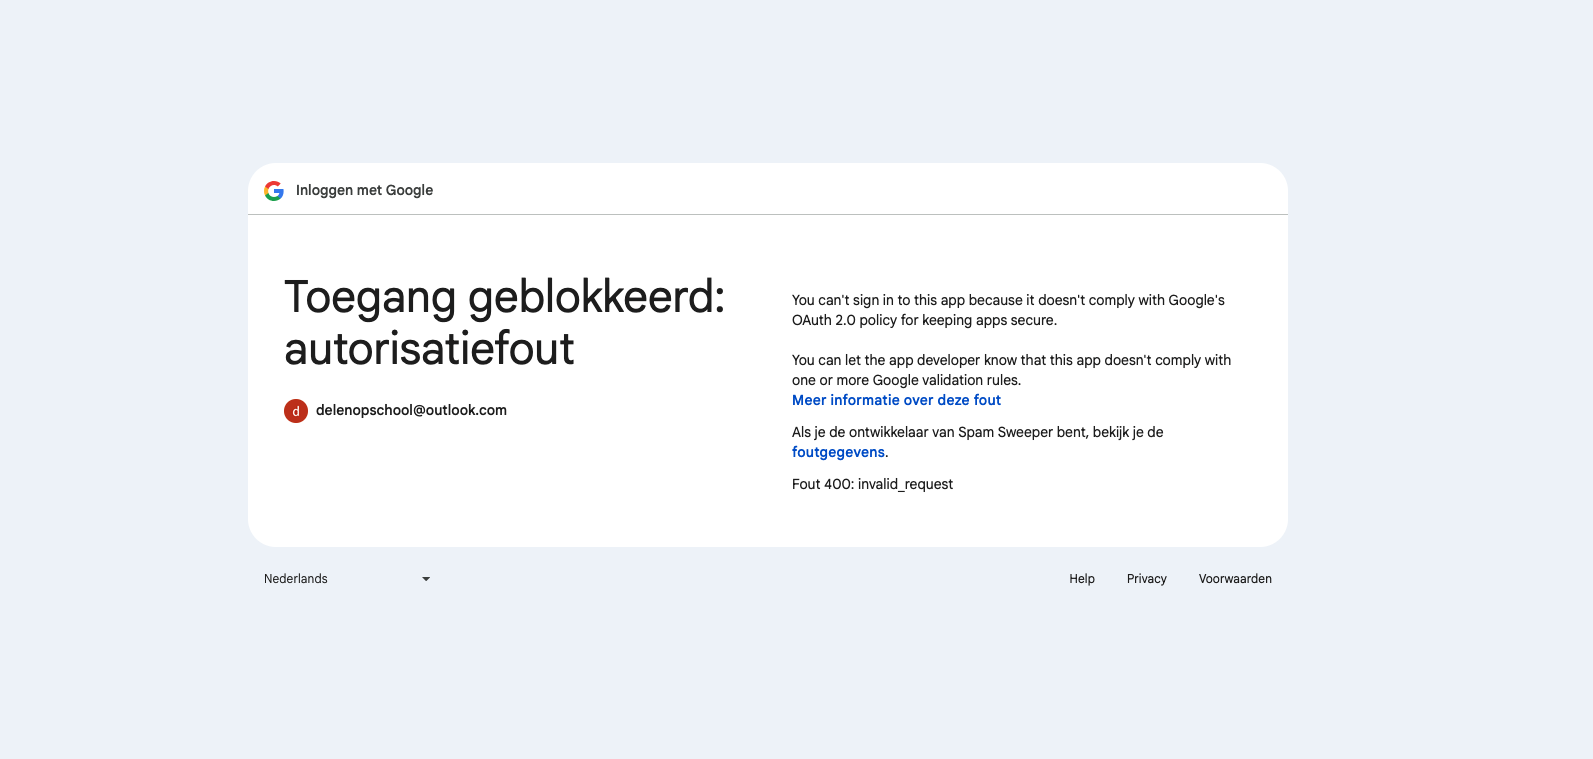 Inloggen met Google
Toegang geblokkeerd:
autorisatiefout
d
delenopschool@outlook.com
You can't sign in to this app because it doesn't comply with Google's
OAuth 2.0 policy for keeping apps secure.
You can let the app developer know that this app doesn't comply with
one or more Google validation rules.
Meer informatie over deze fout
Als je de ontwikkelaar van Spam Sweeper bent, bekijk je de
foutgegevens.
Fout 400: invalid_request
Nederlands
Help
Privacy
Voorwaarden